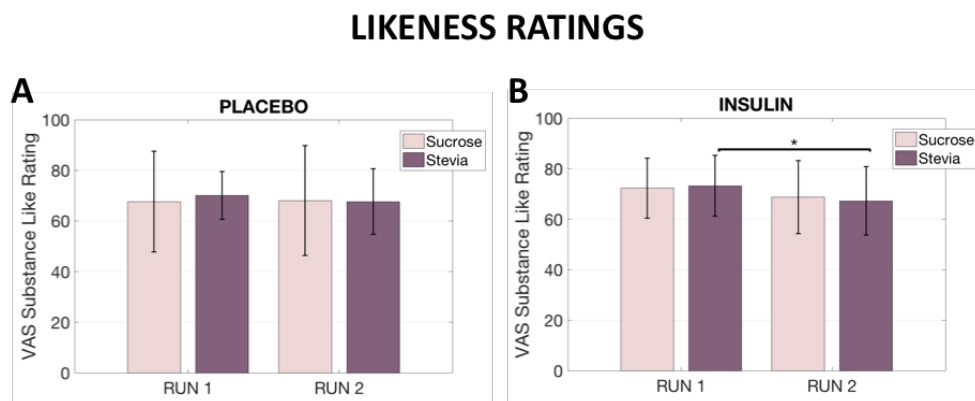 LIKENESS RATINGS
A
PLACEBO
VAS Substance Like Rating
100
80
60
40
20
0
Sucrose
Stevia
RUN 1
RUN 2
B
INSULIN
VAS Substance Like Rating
100
80
60
40
20
0
*
Sucrose
Stevia
RUN 1
RUN 2